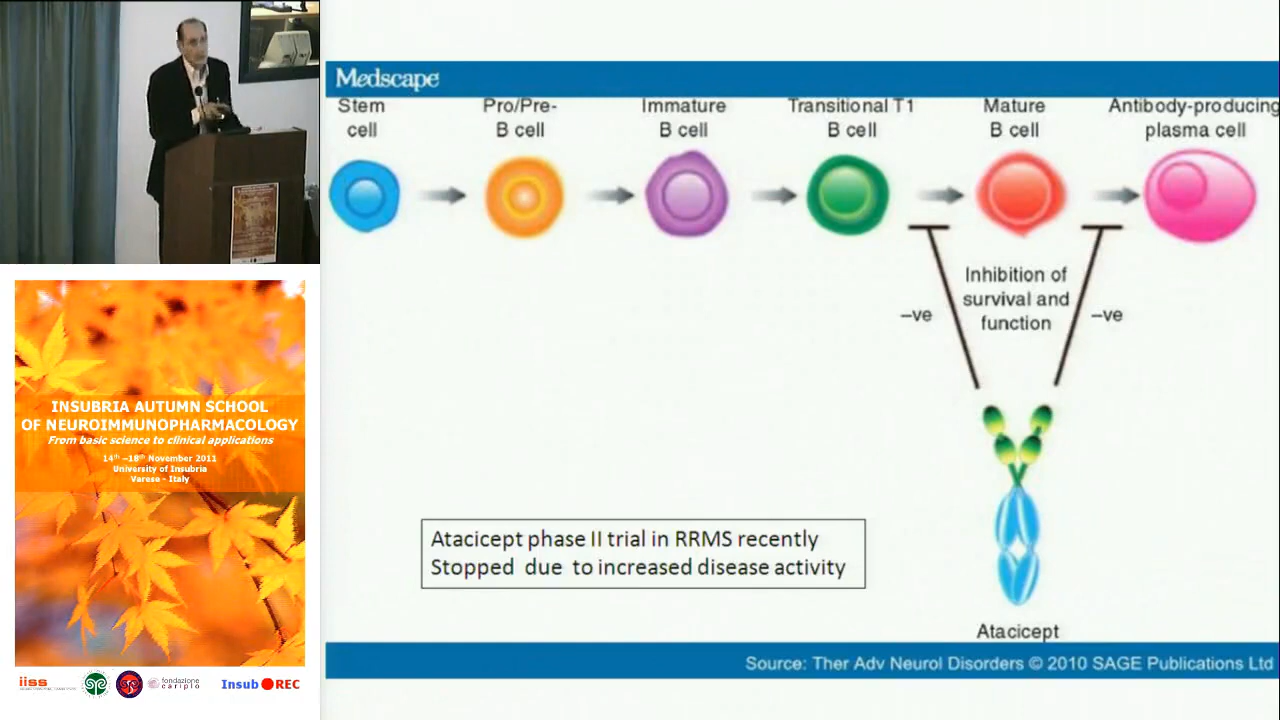 Medscape
Stem
cell
Pro/Pre-
B cell
Immature
B cell
Transitional T1
B cell
Mature
B cell
Antibody-producing
plasma cell
Inhibition of
survival and
function
–ve
–ve
Atacicept phase II trial in RRMS recently
Stopped due to increased disease activity
Atacicept
Source: Ther Adv Neurol Disorders © 2010 SAGE Publications Ltd
INSUBRIA AUTUMN SCHOOL
OF NEUROIMMUNOPHARMACOLOGY
From basic science to clinical applications
14th –18th November 2011
University of Insubria
Varese - Italy
iiss
fondazione
cariplo
Insub REC